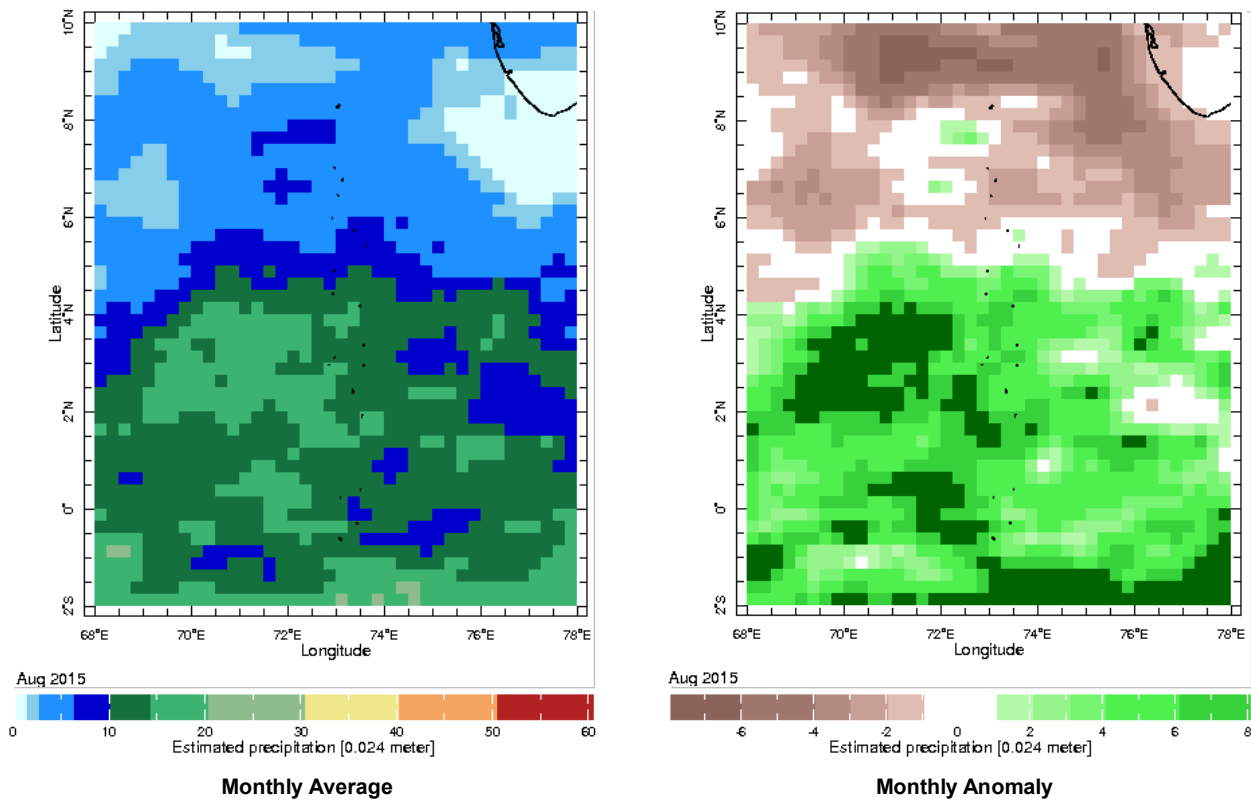 10°N
8°N
6°N
4°N
2°N
0°
2°S
Latitude
68°E 70°E 72°E 74°E 76°E 78°E
Longitude
Aug 2015
0 10 20 30 40 50 60
Estimated precipitation [0.024 meter]
Monthly Average
10°N
8°N
6°N
4°N
2°N
0°
2°S
Latitude
68°E 70°E 72°E 74°E 76°E 78°E
Longitude
Aug 2015
-6 -4 -2 0 2 4 6 8
Estimated precipitation [0.024 meter]
Monthly Anomaly